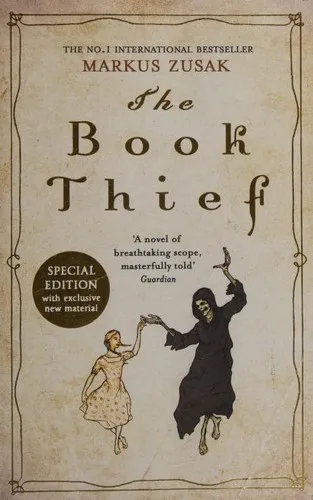 THE NO.1 INTERNATIONAL BESTSELLER
MARKUS ZUSAK
The
Book
Thief
'A novel of
breathtaking scope,
masterfully told'
Guardian
SPECIAL
EDITION
with exclusive
new material